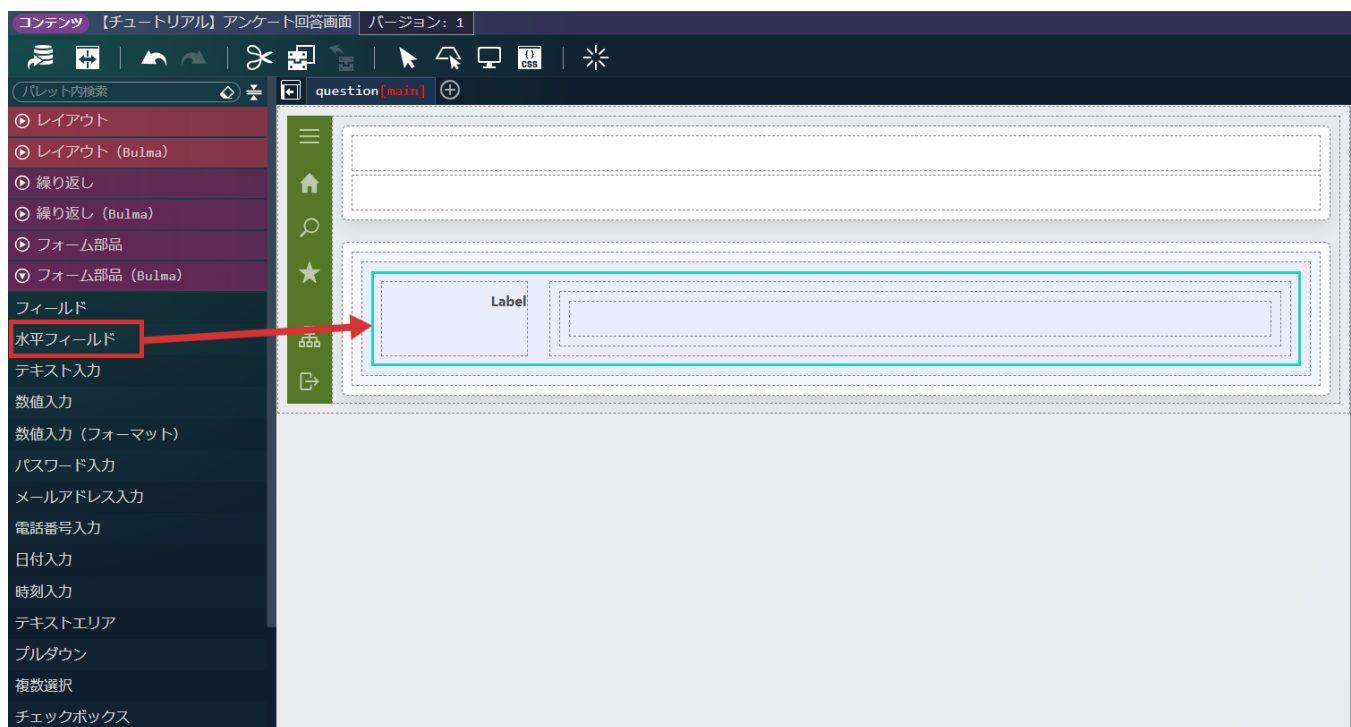 コンテンツ 【チュートリアル】アンケート回答画面 バージョン: 1
{} CSS
パレット内検索
question[main]
レイアウト
レイアウト (Bulma)
繰り返し
繰り返し (Bulma)
フォーム部品
フォーム部品 (Bulma)
フィールド
水平フィールド
テキスト入力
数値入力
数値入力 (フォーマット)
パスワード入力
メールアドレス入力
電話番号入力
日付入力
時刻入力
テキストエリア
プルダウン
複数選択
チェックボックス
Label